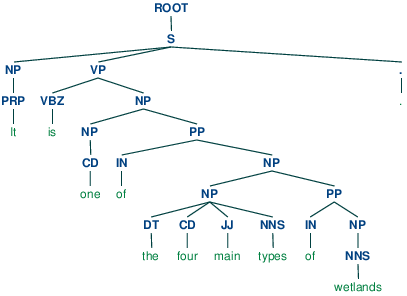 ROOT
S
NP VP .
PRP VBZ NP .
It is NP PP
CD IN NP
one of NP PP
DT CD JJ NNS IN NP
the four main types of NNS
wetlands